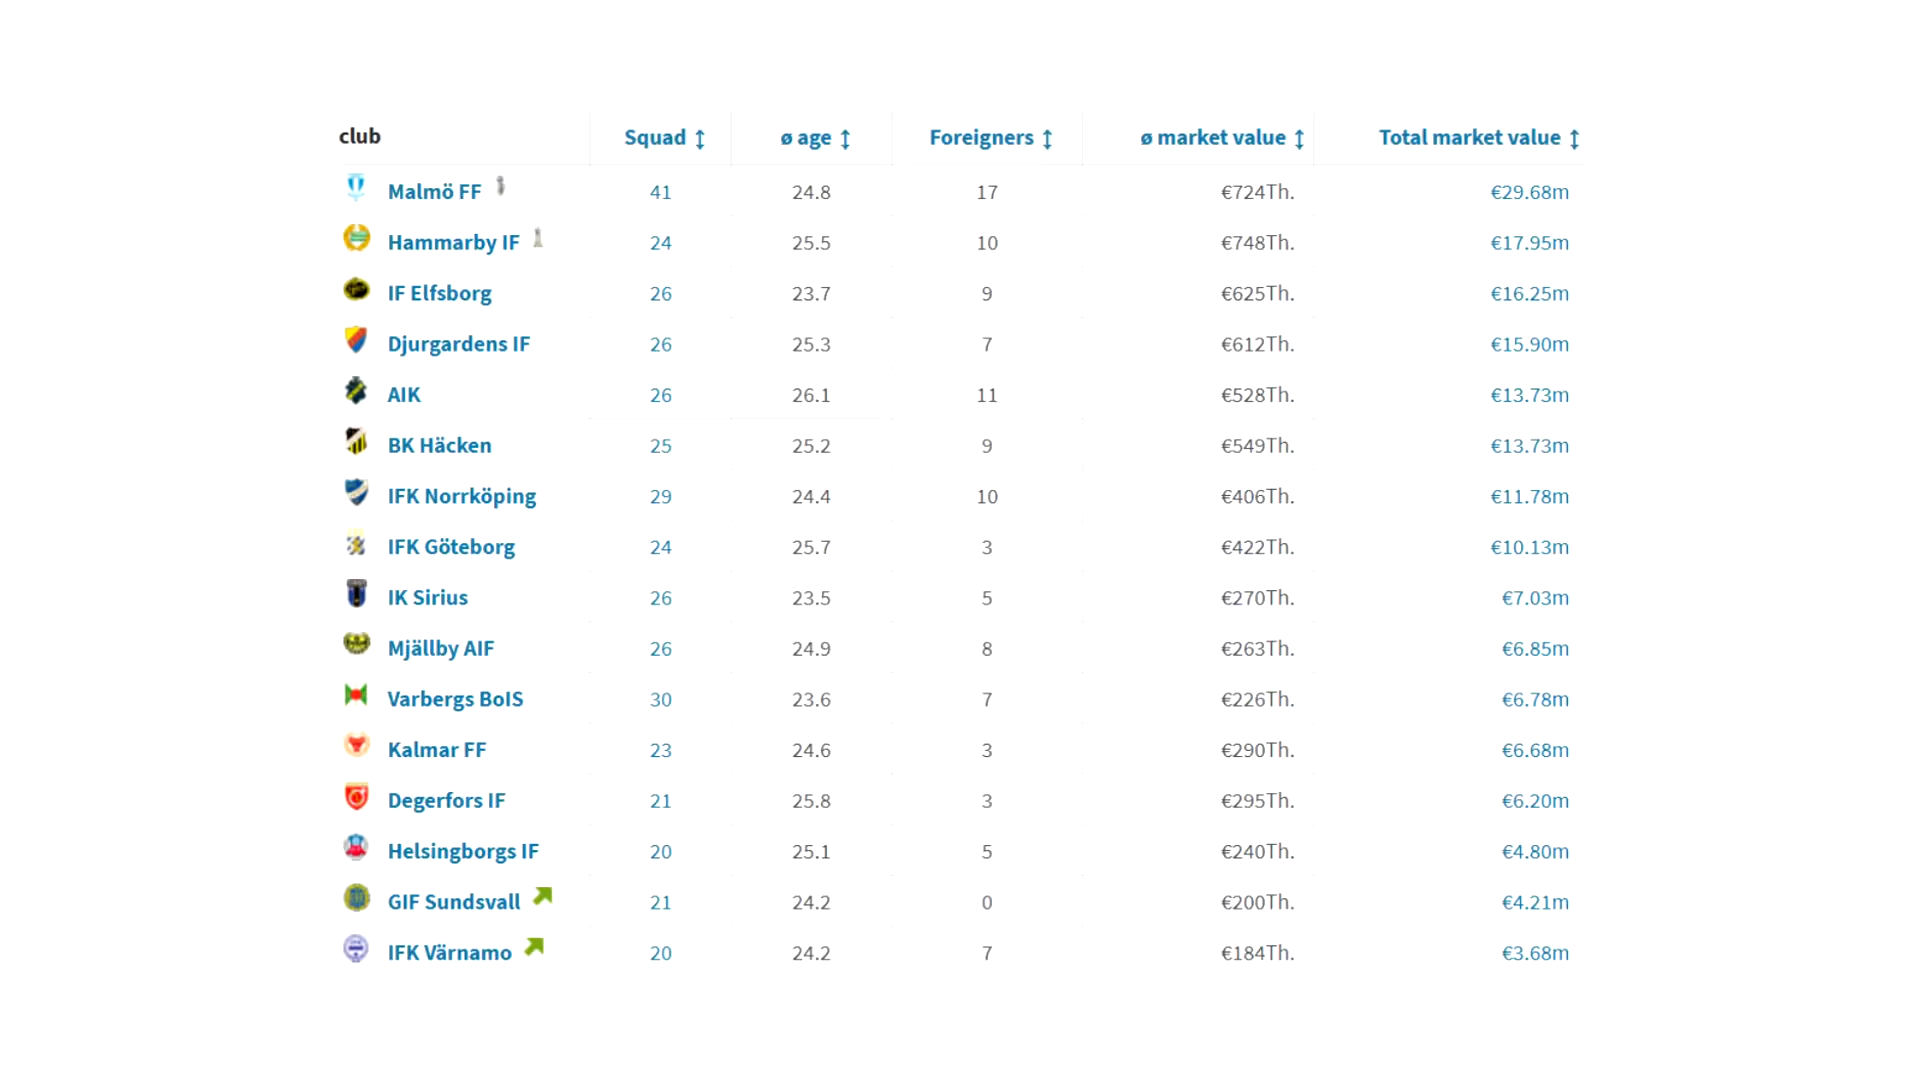 club Squad ↕ ø age ↕ Foreigners ↕ ø market value ↕ Total market value ↕
Malmö FF 41 24.8 17 €724Th. €29.68m
Hammarby IF 24 25.5 10 €748Th. €17.95m
IF Elfsborg 26 23.7 9 €625Th. €16.25m
Djurgardens IF 26 25.3 7 €612Th. €15.90m
AIK 26 26.1 11 €528Th. €13.73m
BK Häcken 25 25.2 9 €549Th. €13.73m
IFK Norrköping 29 24.4 10 €406Th. €11.78m
IFK Göteborg 24 25.7 3 €422Th. €10.13m
IK Sirius 26 23.5 5 €270Th. €7.03m
Mjällby AIF 26 24.9 8 €263Th. €6.85m
Varbergs BoIS 30 23.6 7 €226Th. €6.78m
Kalmar FF 23 24.6 3 €290Th. €6.68m
Degerfors IF 21 25.8 3 €295Th. €6.20m
Helsingborgs IF 20 25.1 5 €240Th. €4.80m
GIF Sundsvall 21 24.2 0 €200Th. €4.21m
IFK Värnamo 20 24.2 7 €184Th. €3.68m